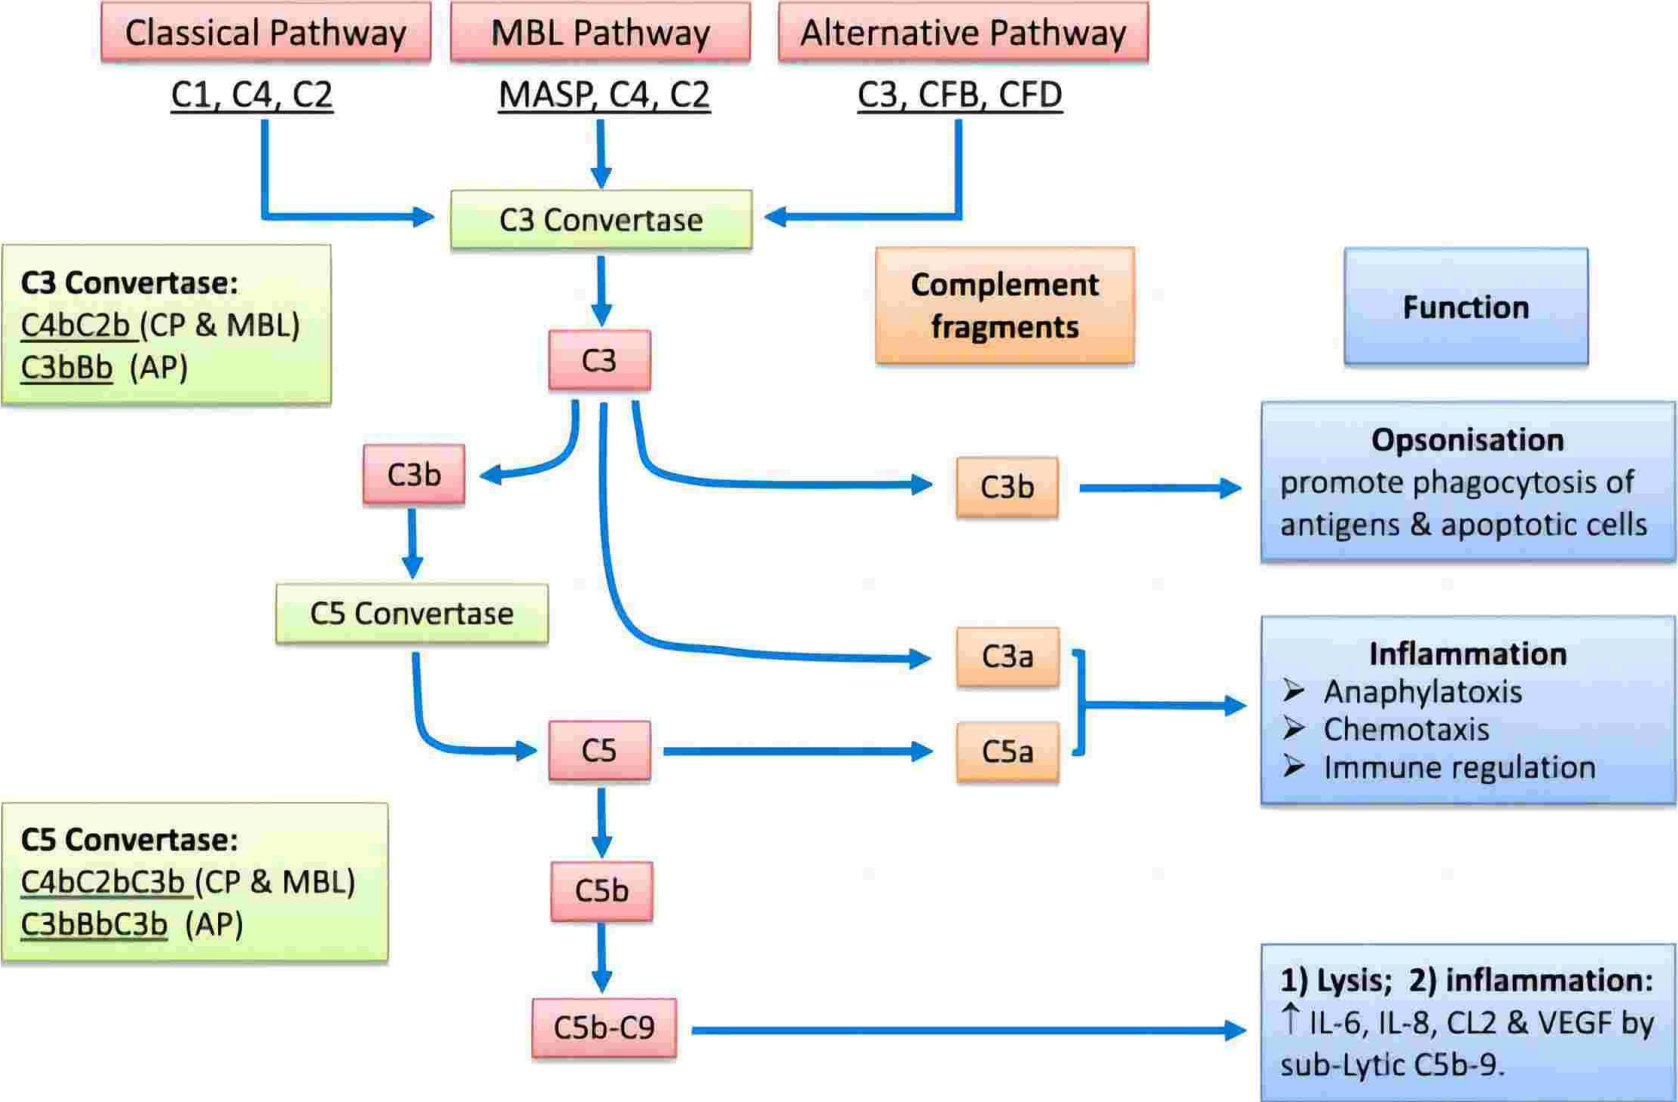 Classical Pathway
MBL Pathway
Alternative Pathway
C1, C4, C2
MASP, C4, C2
C3, CFB, CFD
C3 Convertase
C3 Convertase:
C4bC2b (CP & MBL)
C3bBb (AP)
Complement
fragments
Function
C3
Opsonisation
promote phagocytosis of
antigens & apoptotic cells
C3b
C3b
C5 Convertase
C3a
Inflammation
➢ Anaphylatoxis
➢ Chemotaxis
➢ Immune regulation
C5
C5a
C5 Convertase:
C4bC2bC3b (CP & MBL)
C3bBbC3b (AP)
C5b
C5b-C9
1) Lysis; 2) inflammation:
↑ IL-6, IL-8, CL2 & VEGF by
sub-Lytic C5b-9.